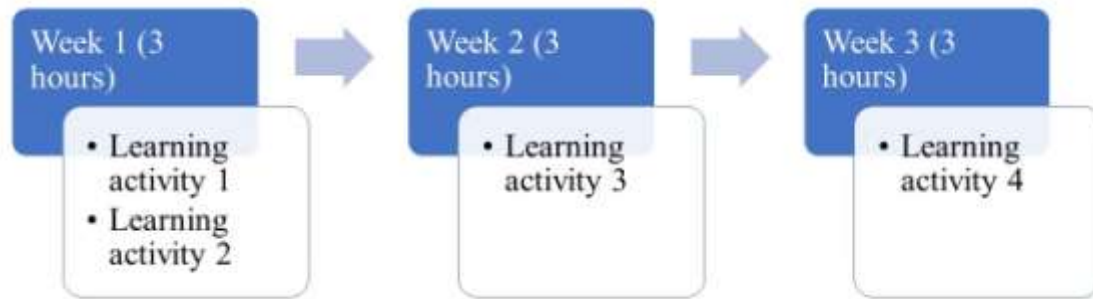 Week 1 (3
hours)
• Learning
activity 1
• Learning
activity 2
Week 2 (3
hours)
• Learning
activity 3
Week 3 (3
hours)
• Learning
activity 4